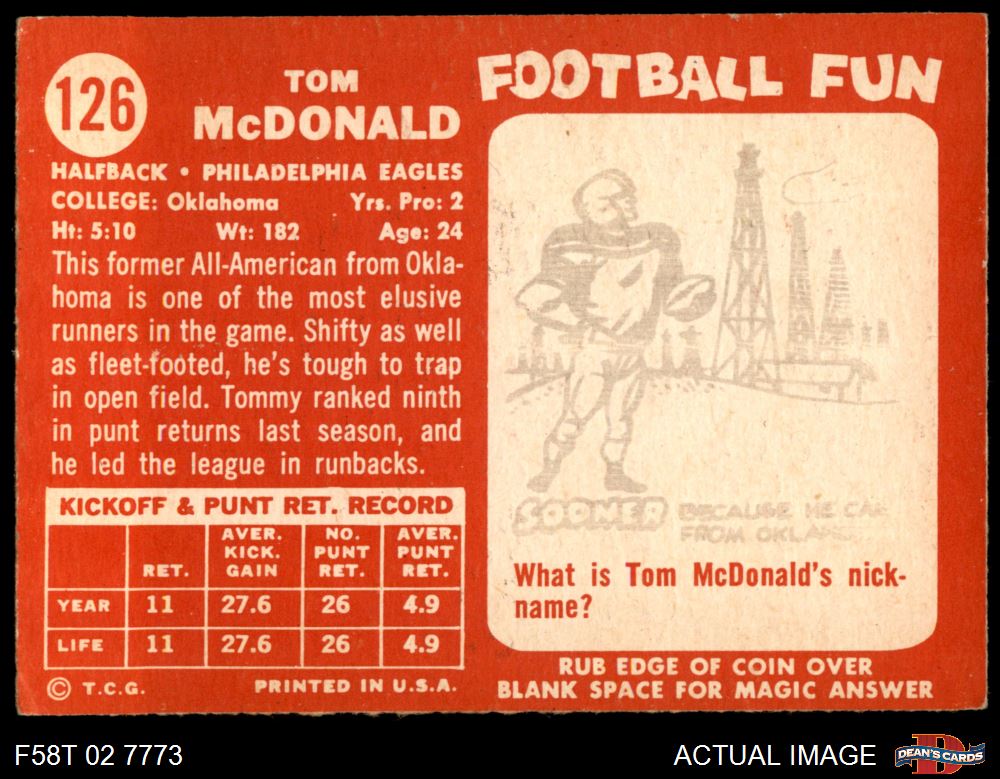 126
TOM
McDONALD
HALFBACK • PHILADELPHIA EAGLES
COLLEGE: Oklahoma Yrs. Pro: 2
Ht: 5:10 Wt: 182 Age: 24
This former All-American from Okla-
homa is one of the most elusive
runners in the game. Shifty as well
as fleet-footed, he's tough to trap
in open field. Tommy ranked ninth
in punt returns last season, and
he led the league in runbacks.
KICKOFF & PUNT RET. RECORD
RET. AVER. KICK. GAIN NO. PUNT RET. AVER. PUNT RET.
YEAR 11 27.6 26 4.9
LIFE 11 27.6 26 4.9
© T.C.G. PRINTED IN U.S.A.
FOOTBALL FUN
SOONER BECAUSE HE
FROM
What is Tom McDonald's nick-
name?
RUB EDGE OF COIN OVER
BLANK SPACE FOR MAGIC ANSWER
F58T 02 7773
ACTUAL IMAGE
D
DEAN'S CARDS